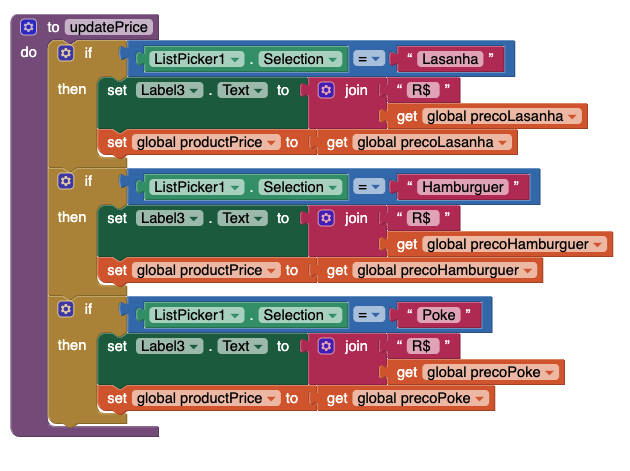 to updatePrice
do if ListPicker1 . Selection = " Lasanha "
then set Label3 . Text to join " R$ "
get global precoLasanha
set global productPrice to get global precoLasanha
if ListPicker1 . Selection = " Hamburguer "
then set Label3 . Text to join " R$ "
get global precoHamburguer
set global productPrice to get global precoHamburguer
if ListPicker1 . Selection = " Poke "
then set Label3 . Text to join " R$ "
get global precoPoke
set global productPrice to get global precoPoke